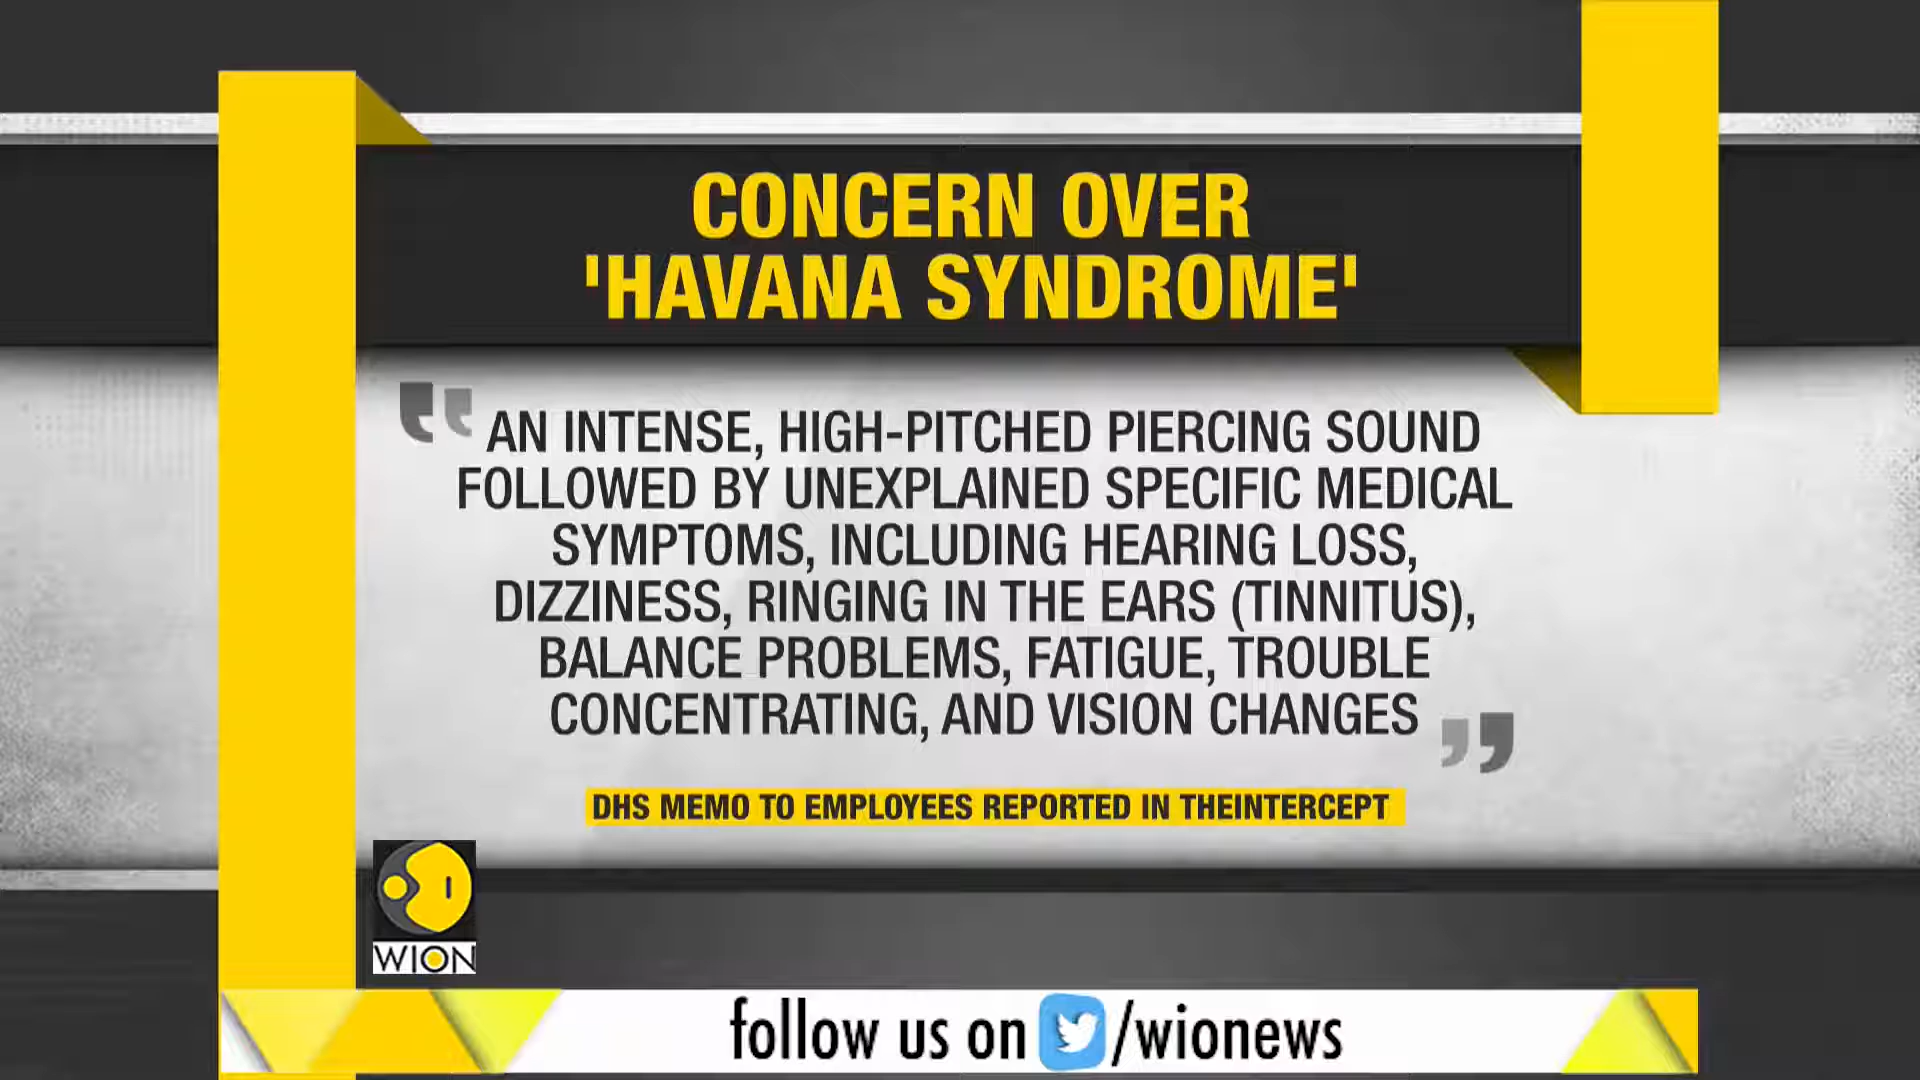 CONCERN OVER
'HAVANA SYNDROME'
AN INTENSE, HIGH-PITCHED PIERCING SOUND
FOLLOWED BY UNEXPLAINED SPECIFIC MEDICAL
SYMPTOMS, INCLUDING HEARING LOSS,
DIZZINESS, RINGING IN THE EARS (TINNITUS),
BALANCE PROBLEMS, FATIGUE, TROUBLE
CONCENTRATING, AND VISION CHANGES
DHS MEMO TO EMPLOYEES REPORTED IN THEINTERCEPT
WION
follow us on /wionews